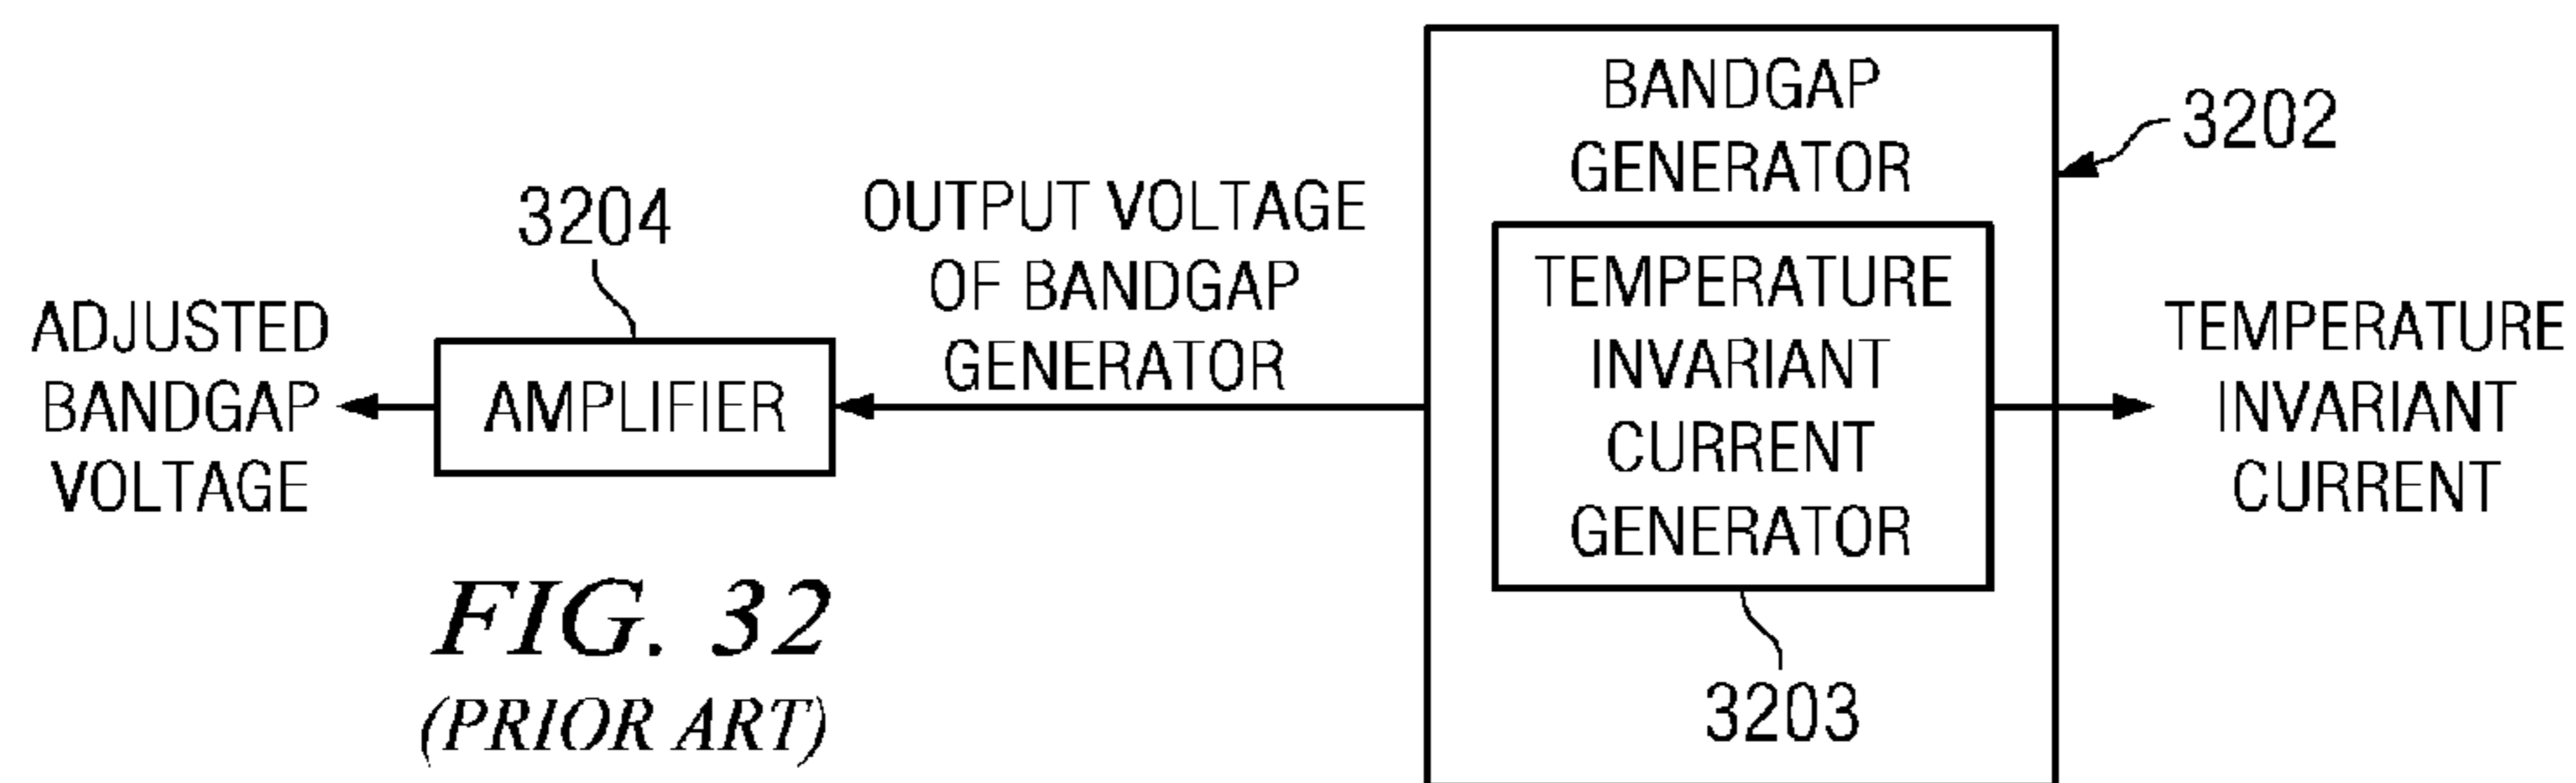 BANDGAP
GENERATOR
3202
3204
OUTPUT VOLTAGE
OF BANDGAP
GENERATOR
TEMPERATURE
INVARIANT
CURRENT
GENERATOR
3203
ADJUSTED
BANDGAP
VOLTAGE
AMPLIFIER
TEMPERATURE
INVARIANT
CURRENT
FIG. 32
(PRIOR ART)